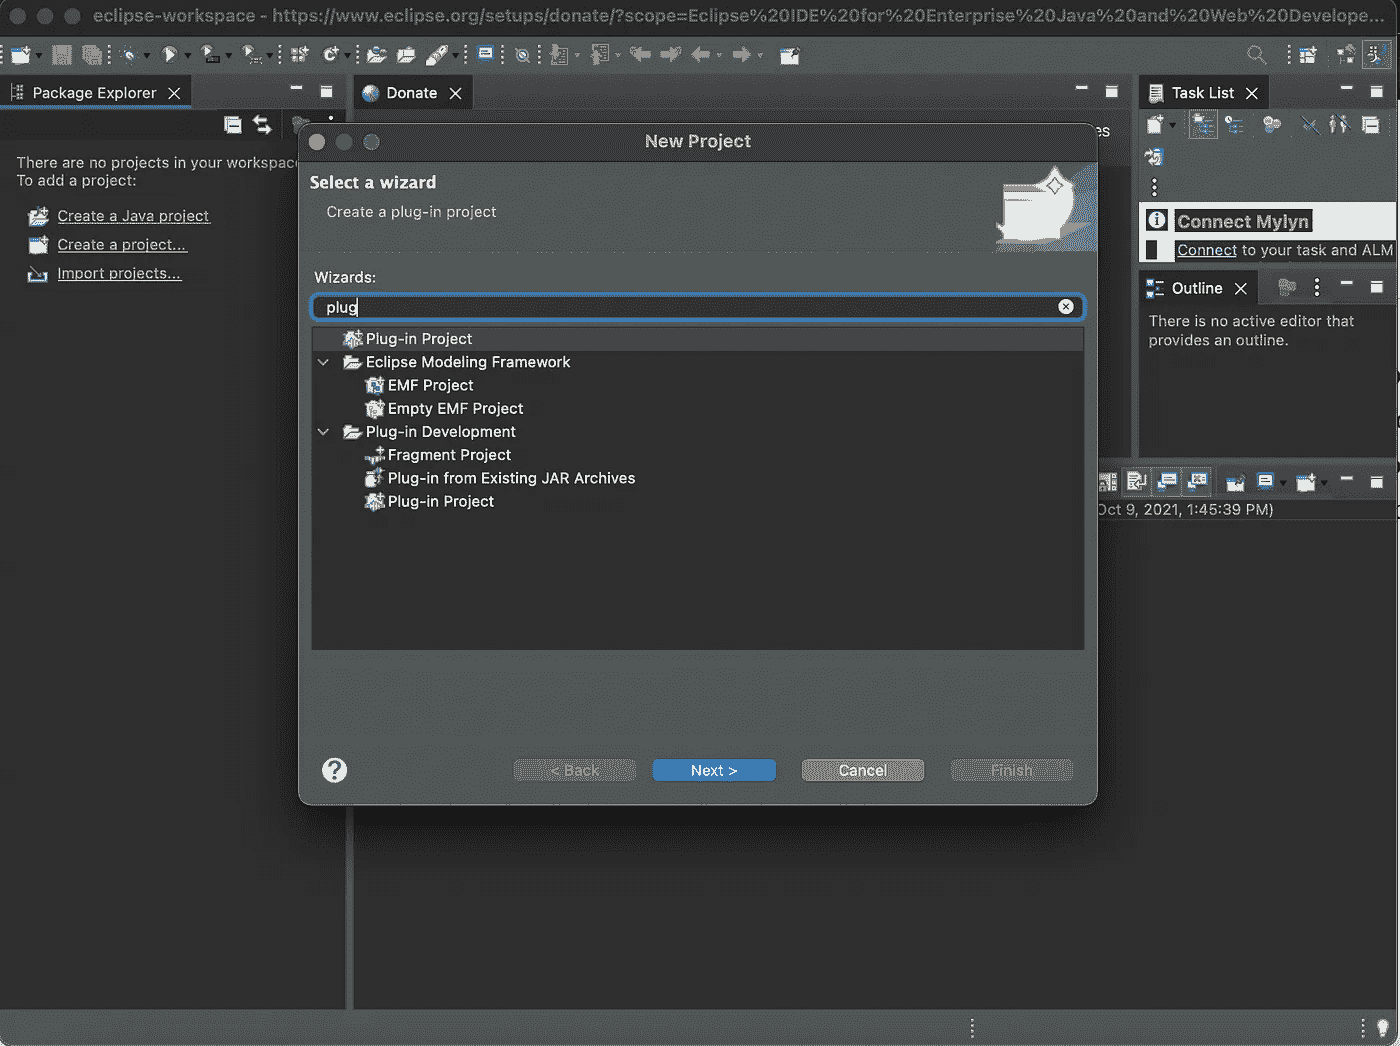 eclipse-workspace - https://www.eclipse.org/setups/donate/?scope=Eclipse%20IDE%20for%20Enterprise%20Java%20and%20Web%20Develope...
Package Explorer
Donate
Task List
There are no projects in your workspace
To add a project:
Create a Java project
Create a project...
Import projects...
es
New Project
Select a wizard
Create a plug-in project
Wizards:
plug
Plug-in Project
Eclipse Modeling Framework
EMF Project
Empty EMF Project
Plug-in Development
Fragment Project
Plug-in from Existing JAR Archives
Plug-in Project
?
< Back
Next >
Cancel
Finish
Connect Mylyn
Connect to your task and ALM
Outline
There is no active editor that
provides an outline.
Oct 9, 2021, 1:45:39 PM)